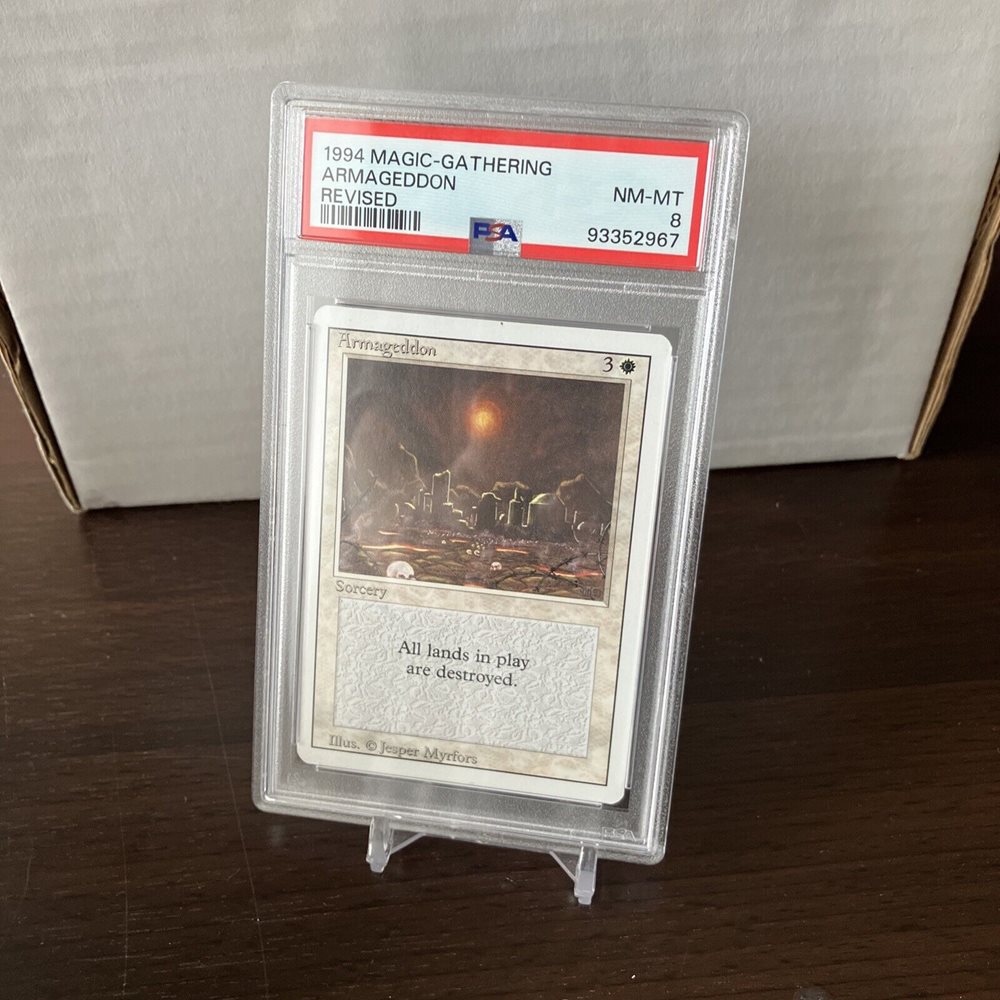 1994 MAGIC-GATHERING
ARMAGEDDON
REVISED
NM-MT
8
93352967
PSA
Armageddon
3
Sorcery
All lands in play
are destroyed.
Illus. © Jesper Myrfors
PSA